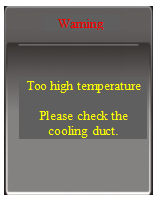 Warning
Too high temperature
Please check the
cooling duct.